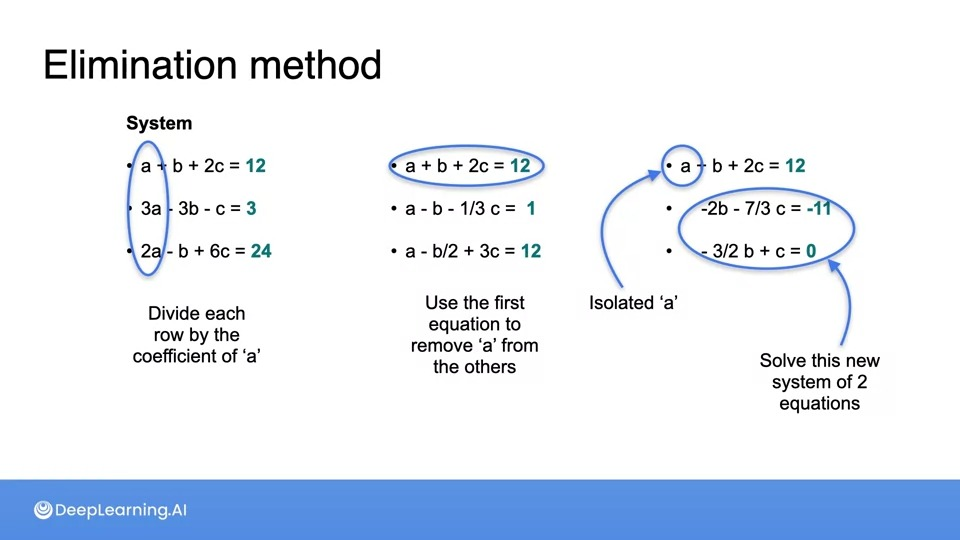 Elimination method
System
• a + b + 2c = 12
• 3a - 3b - c = 3
• 2a - b + 6c = 24
Divide each
row by the
coefficient of ‘a’
• a + b + 2c = 12
• a - b - 1/3 c = 1
• a - b/2 + 3c = 12
Use the first
equation to
remove ‘a’ from
the others
• a + b + 2c = 12
• -2b - 7/3 c = -11
• - 3/2 b + c = 0
Isolated ‘a’
Solve this new
system of 2
equations
DeepLearning.AI